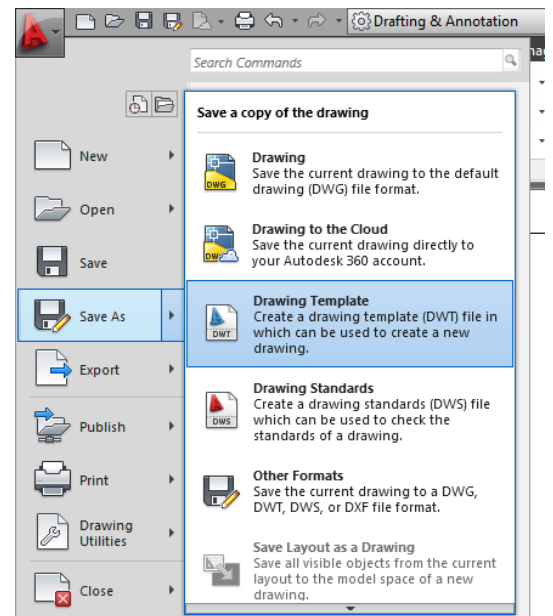 Drafting & Annotation
Search Commands
Save a copy of the drawing
New
Open
Save
Save As
Export
Publish
Print
Drawing
Utilities
Close
Drawing
Save the current drawing to the default
drawing (DWG) file format.
DWG
Drawing to the Cloud
Save the current drawing directly to
your Autodesk 360 account.
DWG
Drawing Template
Create a drawing template (DWT) file in
which can be used to create a new
drawing.
DWT
Drawing Standards
Create a drawing standards (DWS) file
which can be used to check the
standards of a drawing.
DWS
Other Formats
Save the current drawing to a DWG,
DWT, DWS, or DXF file format.
Save Layout as a Drawing
Save all visible objects from the current
layout to the model space of a new
drawing.